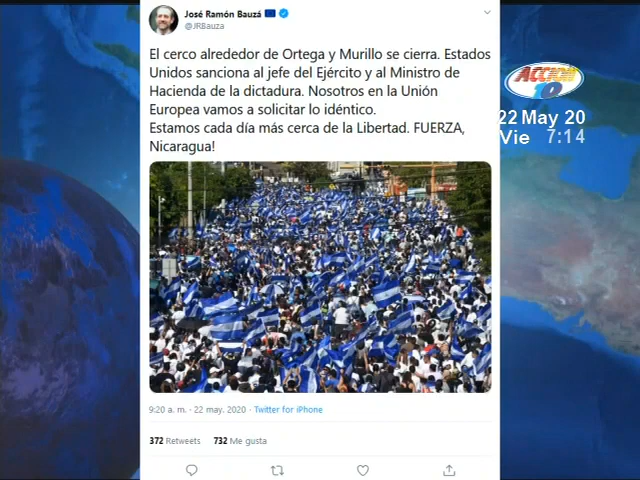 José Ramón Bauzá
@JRBauza
El cerco alrededor de Ortega y Murillo se cierra. Estados
Unidos sanciona al jefe del Ejército y al Ministro de
Hacienda de la dictadura. Nosotros en la Unión
Europea vamos a solicitar lo idéntico.
Estamos cada día más cerca de la Libertad. FUERZA,
Nicaragua!
9:20 a. m. · 22 may. 2020 · Twitter for iPhone
372 Retweets 732 Me gusta
ACCION
10
22 May 20
Vie 7:14